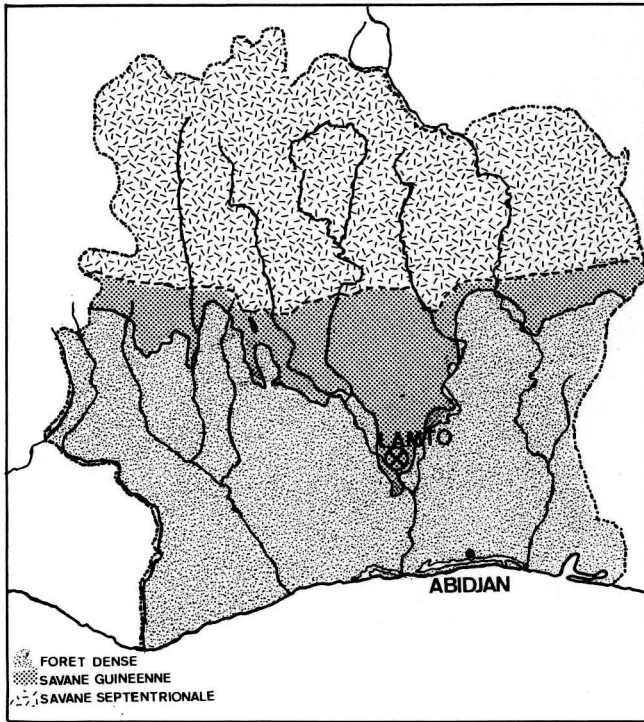 LAMTO
ABIDJAN
FORET DENSE
SAVANE GUINEENNE
SAVANE SEPTENTRIONALE